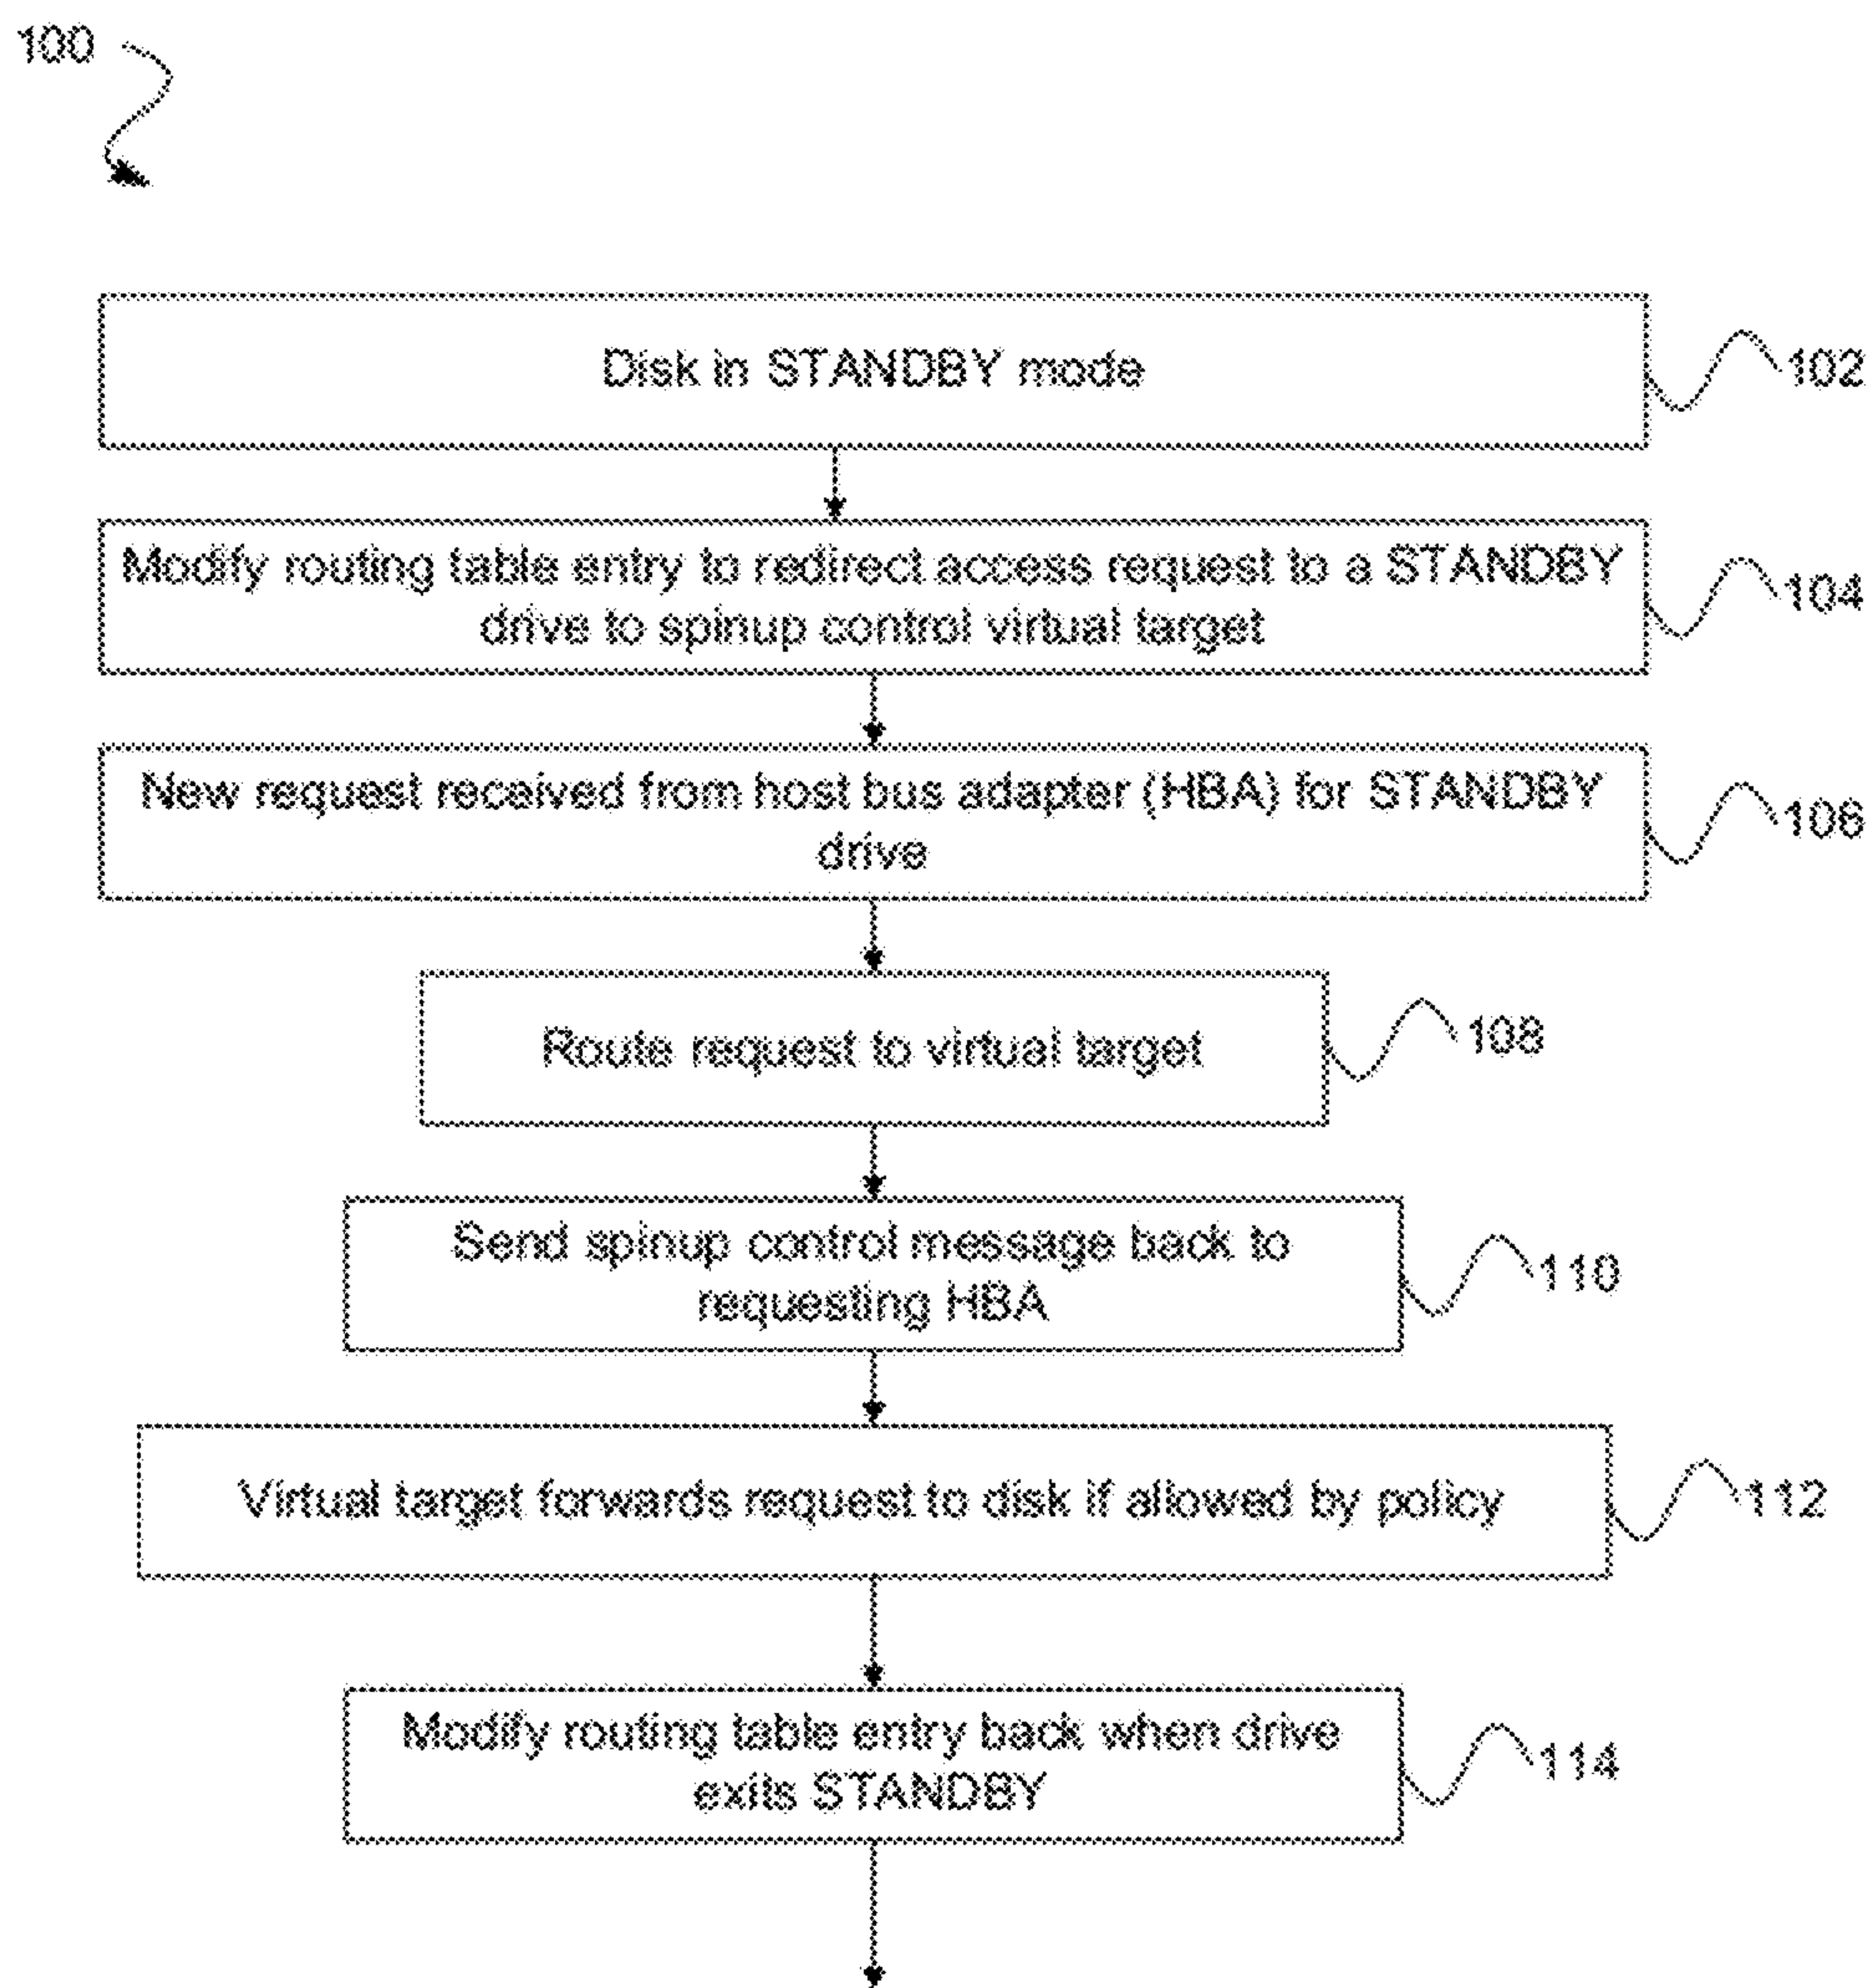 100
Disk in STANDBY mode
102
Modify routing table entry to redirect access request to a STANDBY
drive to spinup control virtual target
104
New request received from host bus adapter (HBA) for STANDBY
drive
106
Route request to virtual target
108
Send spinup control message back to
requesting HBA
110
Virtual target forwards request to disk if allowed by policy
112
Modify routing table entry back when drive
exits STANDBY
114